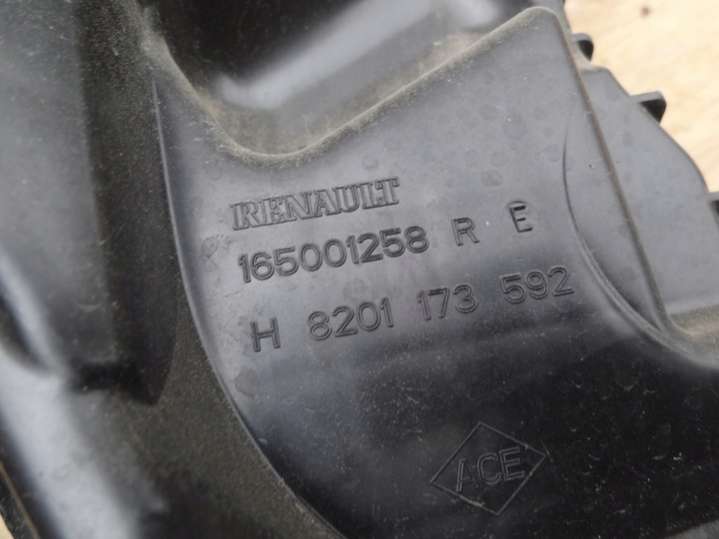 RENAULT
165001258 R E
H 8201 173 592
ACE